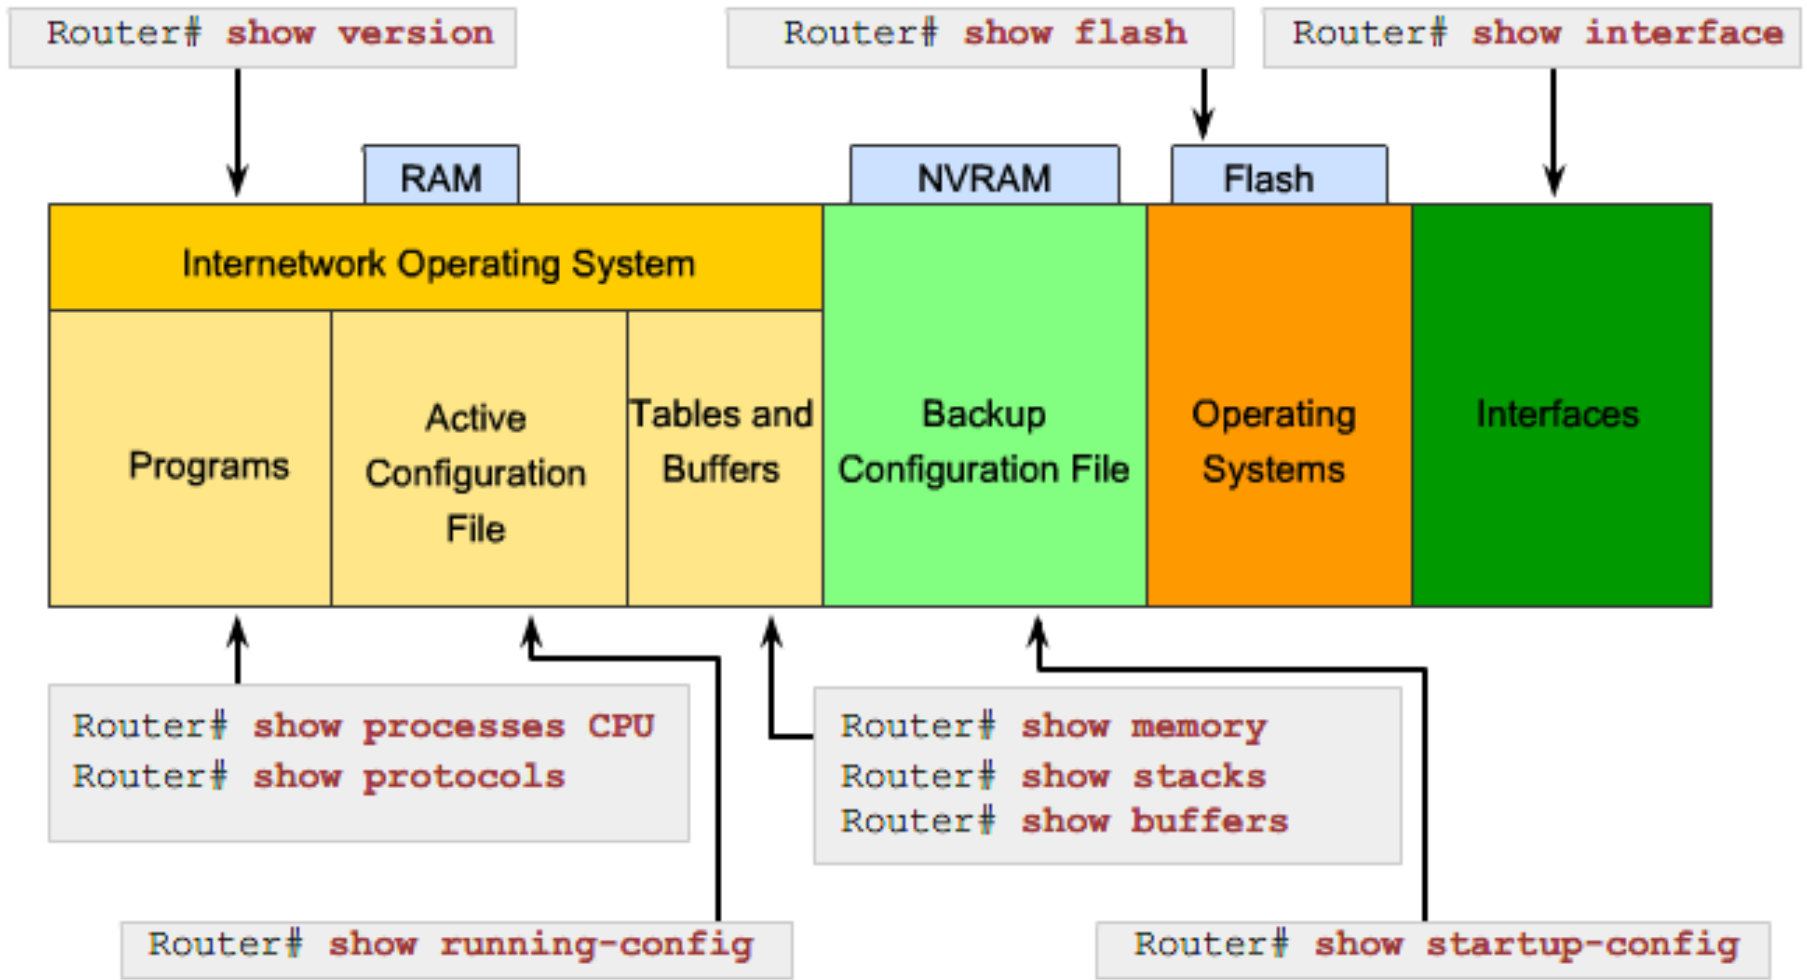 Router# show version
Router# show flash
Router# show interface
RAM
NVRAM
Flash
Internetwork Operating System
Programs
Active
Configuration
File
Tables and
Buffers
Backup
Configuration File
Operating
Systems
Interfaces
Router# show processes CPU
Router# show protocols
Router# show memory
Router# show stacks
Router# show buffers
Router# show running-config
Router# show startup-config